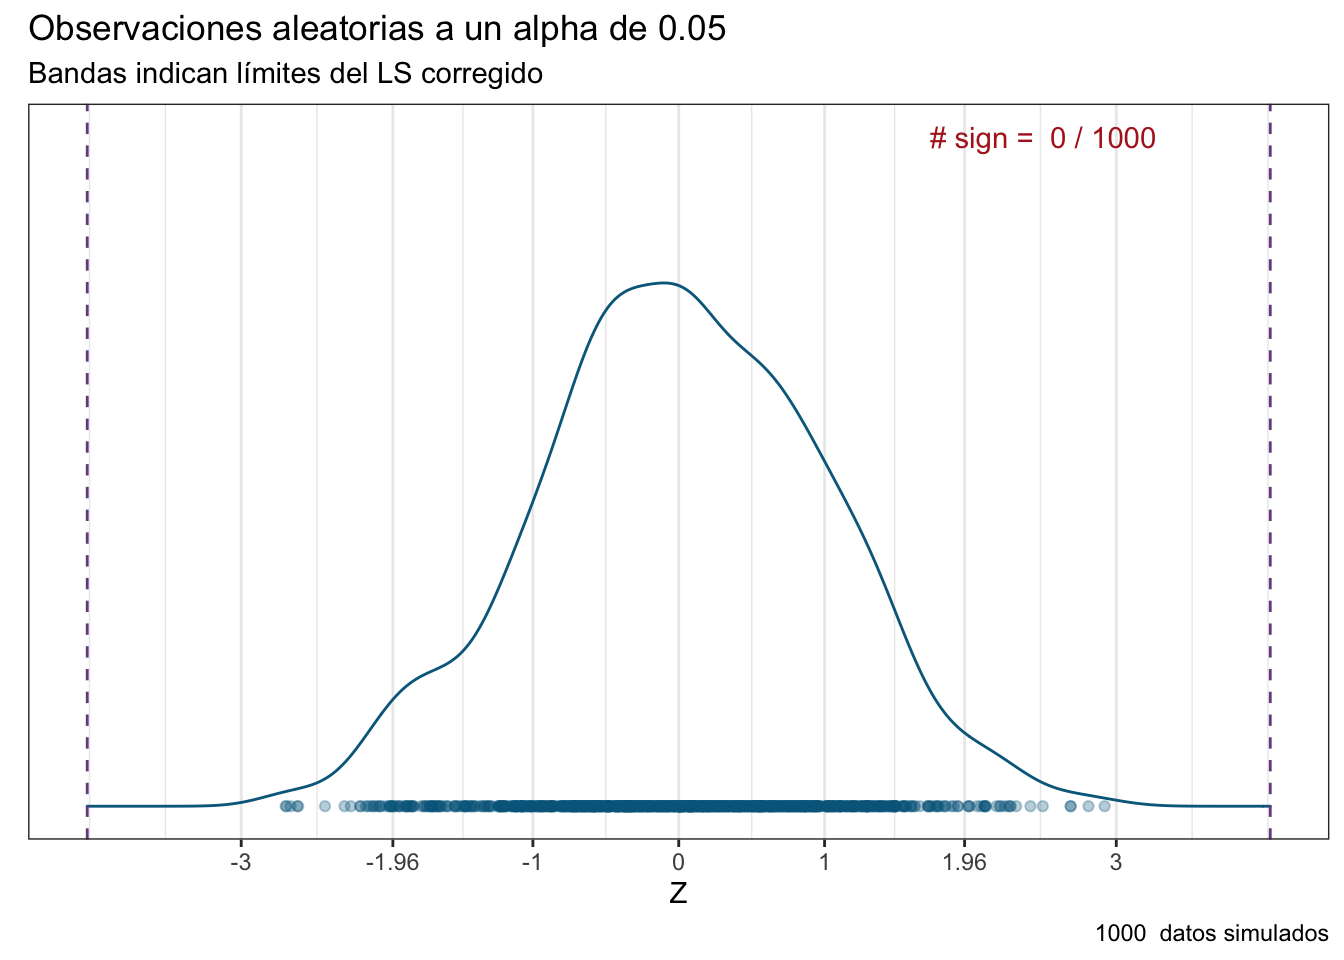 Observaciones aleatorias a un alpha de 0.05
Bandas indican límites del LS corregido
# sign =  0 / 1000
-3 -1.96 -1 0 1 1.96 3
Z
1000  datos simulados